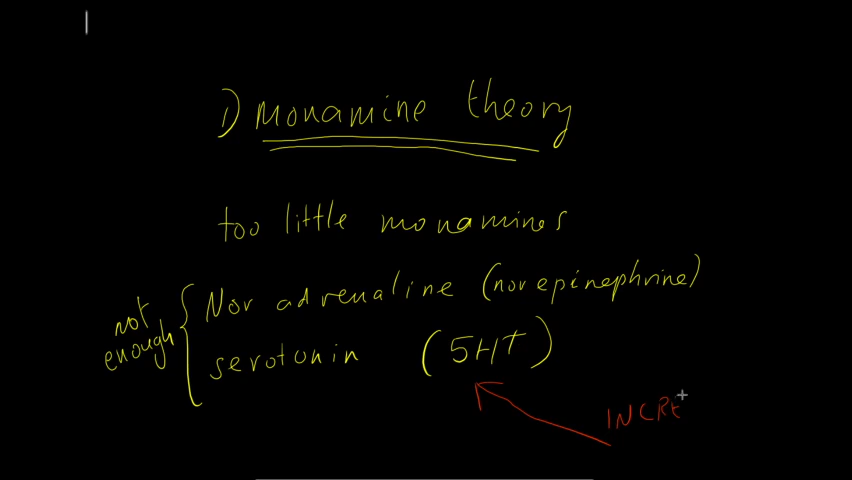 1) monamine theory
too little monamines
not enough { Nor adrenaline (norepinephrine)
serotonin (5HT)
INCRE